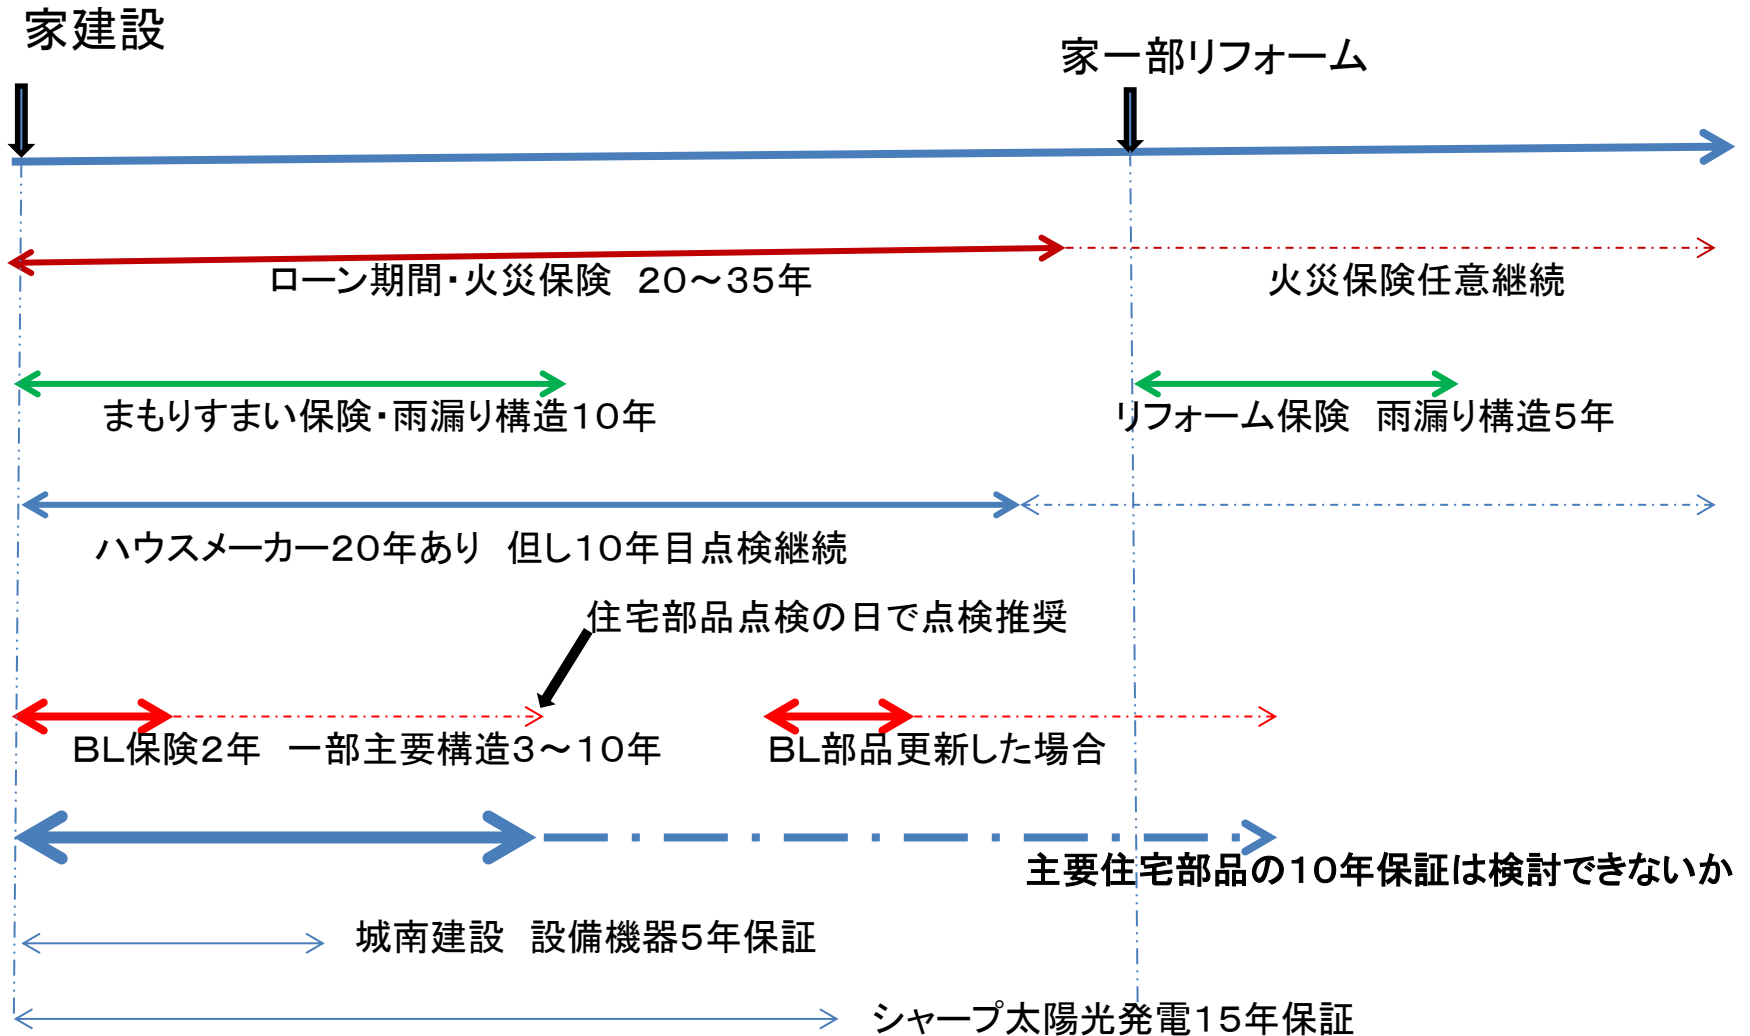 家建設
家一部リフォーム
ローン期間・火災保険　２０～３５年
火災保険任意継続
まもりすまい保険・雨漏り構造１０年
リフォーム保険　雨漏り構造５年
ハウスメーカー２０年あり　但し１０年目点検継続
住宅部品点検の日で点検推奨
ＢＬ保険２年　一部主要構造３～１０年
ＢＬ部品更新した場合
主要住宅部品の１０年保証は検討できないか
城南建設　設備機器５年保証
シャープ太陽光発電１５年保証